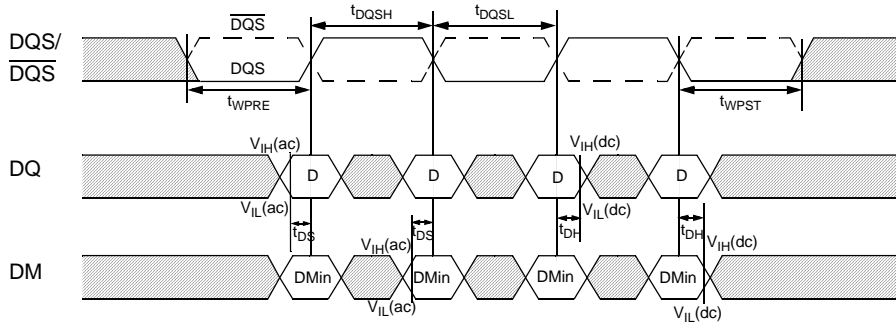 DQS/
DQS
DQS
DQS
tDQSH
tDQSL
tWPRE
tWPST
VIH(ac)
VIH(dc)
DQ
D
D
D
D
VIL(ac)
VIL(dc)
tDS
tDS
tDH
tDH
VIH(ac)
VIH(dc)
DM
DMin
DMin
DMin
DMin
VIL(ac)
VIL(dc)